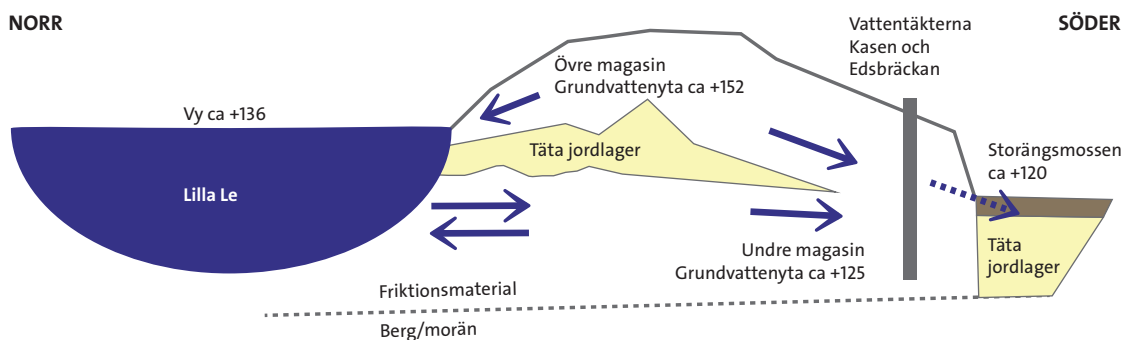 NORR
SÖDER
Vattentäkterna
Kasen och
Edsbräckan
Övre magasin
Grundvattenyta ca +152
Vy ca +136
Täta jordlager
Storängsmossen
ca +120
Lilla Le
Täta
jordlager
Undre magasin
Grundvattenyta ca +125
Friktionsmaterial
Berg/morän